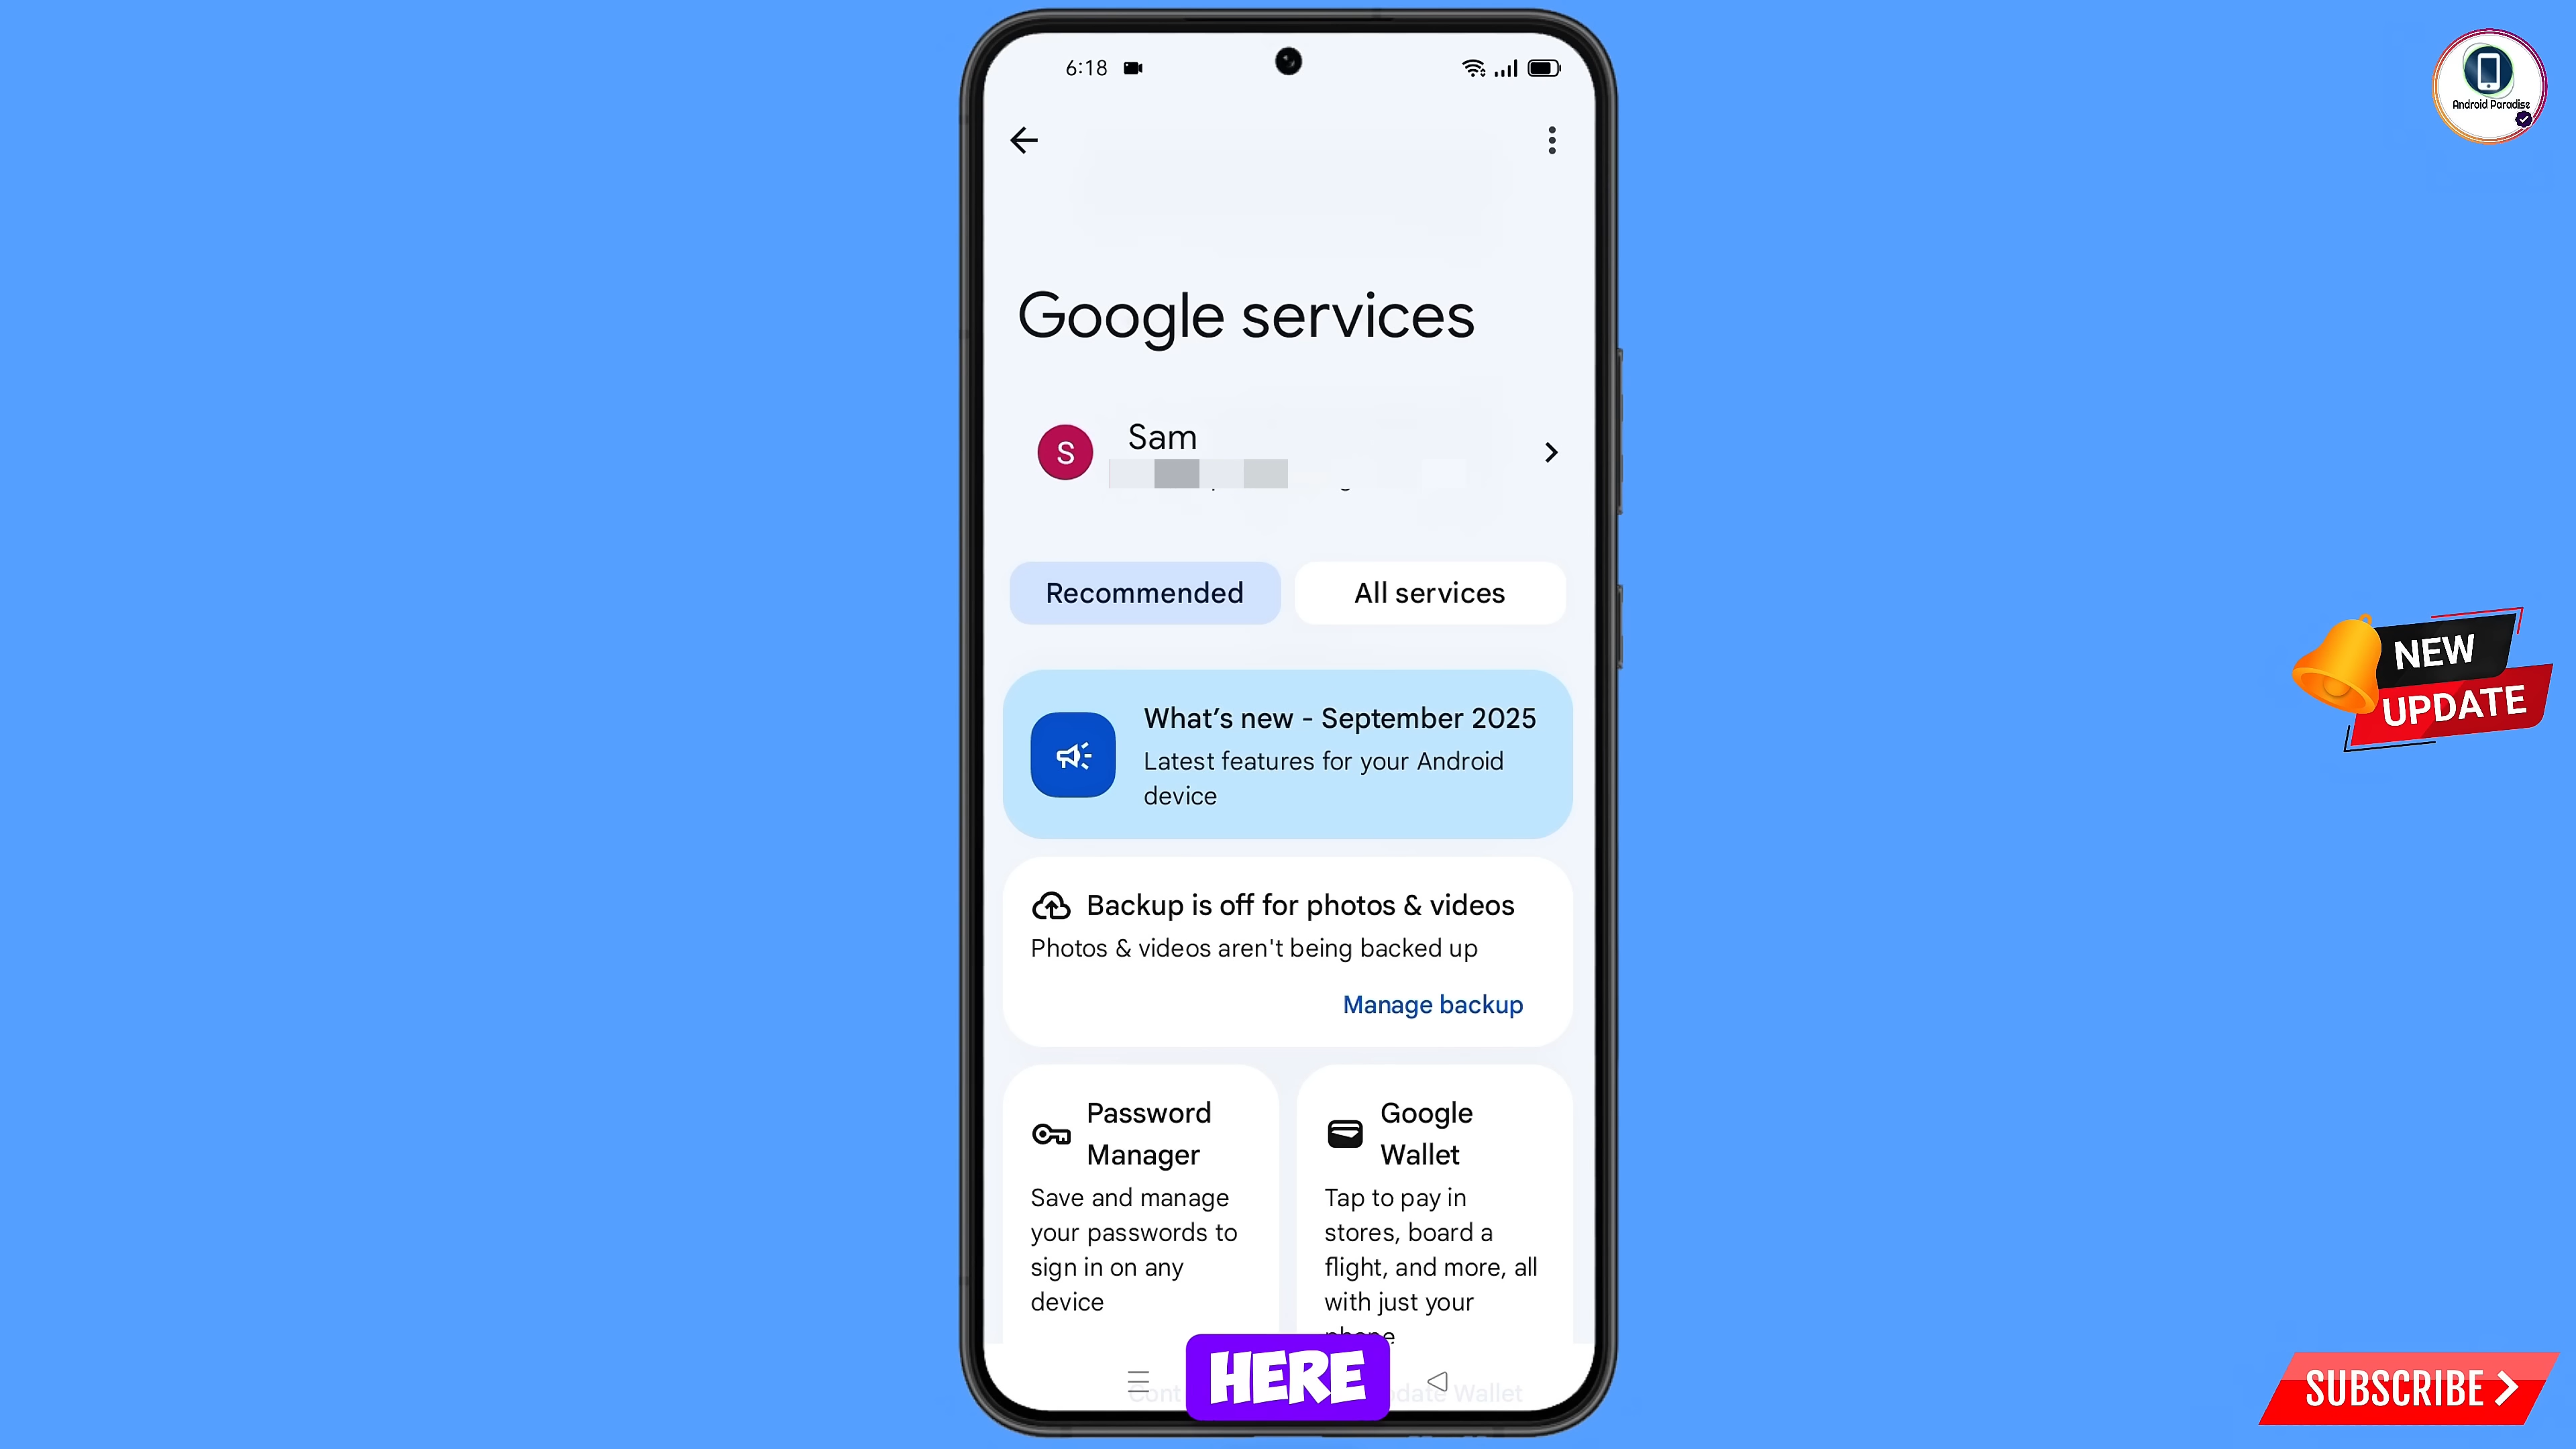 6:18
Android Paradise
Google services
S
Sam
Recommended
All services
What's new - September 2025
Latest features for your Android
device
NEW
UPDATE
Backup is off for photos & videos
Photos & videos aren't being backed up
Manage backup
Password
Manager
Save and manage
your passwords to
sign in on any
device
Google
Wallet
Tap to pay in
stores, board a
flight, and more, all
with just your
phone
HERE
Wallet
SUBSCRIBE